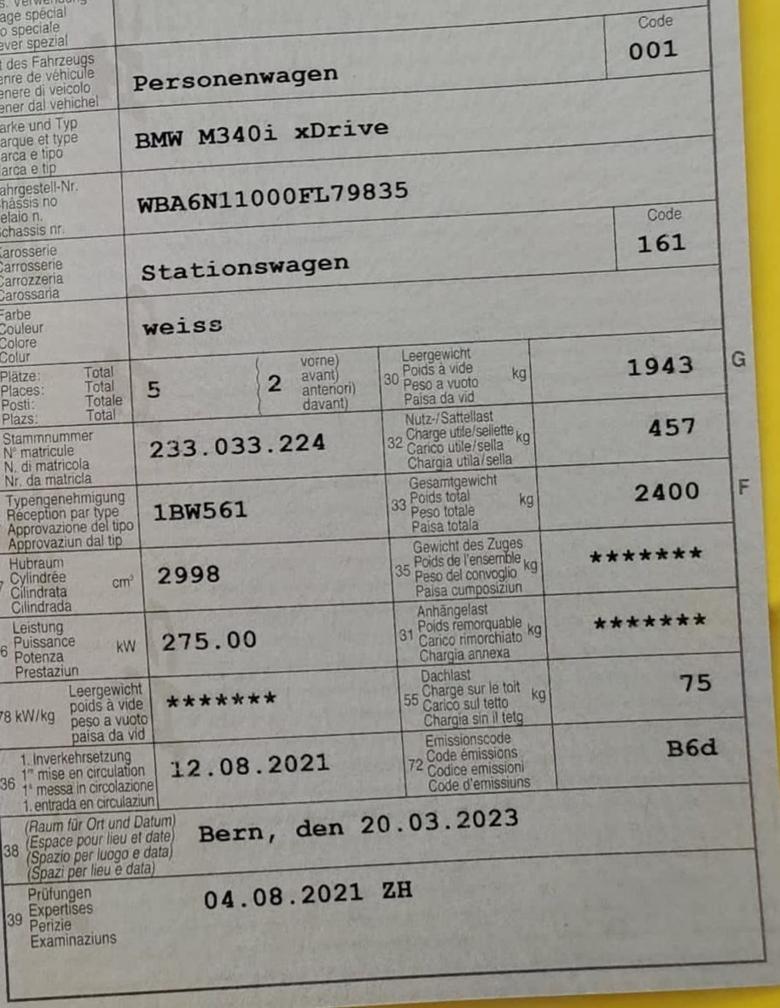 age spécial
o speciale
ever spezial
Code
des Fahrzeugs
enre de véhicule
enere di veicolo
ener dal vehichel
Personenwagen
001
arke und Typ
arque et type
arca e tipo
arca e tip
BMW M340i xDrive
ahrgestell-Nr.
hâssis no
elaio n.
chassis nr.
WBA6N11000FL79835
Karosserie
Carrosserie
Carrozzeria
Carossaria
Stationswagen
Code
161
Farbe
Couleur
Colore
Colur
weiss
Plätze: Total
Places: Total
Posti: Totale
Plazs: Total
5
2
vorne)
avant)
anteriori)
davant)
30
Leergewicht
Poids à vide
Peso a vuoto
Paisa da vid
kg
1943
G
Stammnummer
N° matricule
N. di matricola
Nr. da matricla
233.033.224
32
Nutz-/Sattellast
Charge utile/sellette
Carico utile/sella
Chargia utila/sella
kg
457
Typengenehmigung
Réception par type
Approvazione del tipo
Approvaziun dal tip
1BW561
33
Gesamtgewicht
Poids total
Peso totale
Paisa totala
kg
2400
F
Hubraum
Cylindrée
Cilindrata
Cilindrada
cm³
2998
35
Gewicht des Zuges
Poids de l'ensemble
Peso del convoglio
Paisa cumposiziun
kg
*******
6
Leistung
Puissance
Potenza
Prestaziun
kW
275.00
31
Anhängelast
Poids remorquable
Carico rimorchiato
Chargia annexa
kg
*******
78 kW/kg
Leergewicht
poids à vide
peso a vuoto
paisa da vid
*******
55
Dachlast
Charge sur le toit
Carico sul tetto
Chargia sin il tetg
kg
75
36
1. Inverkehrsetzung
1re mise en circulation
1a messa in circolazione
1. entrada en circulaziun
12.08.2021
72
Emissionscode
Code émissions
Codice emissioni
Code d'emissiuns
B6d
38
(Raum für Ort und Datum)
(Espace pour lieu et date)
(Spazio per luogo e data)
(Spazi per lieu e data)
Bern, den 20.03.2023
39
Prüfungen
Expertises
Perizie
Examinaziuns
04.08.2021 ZH